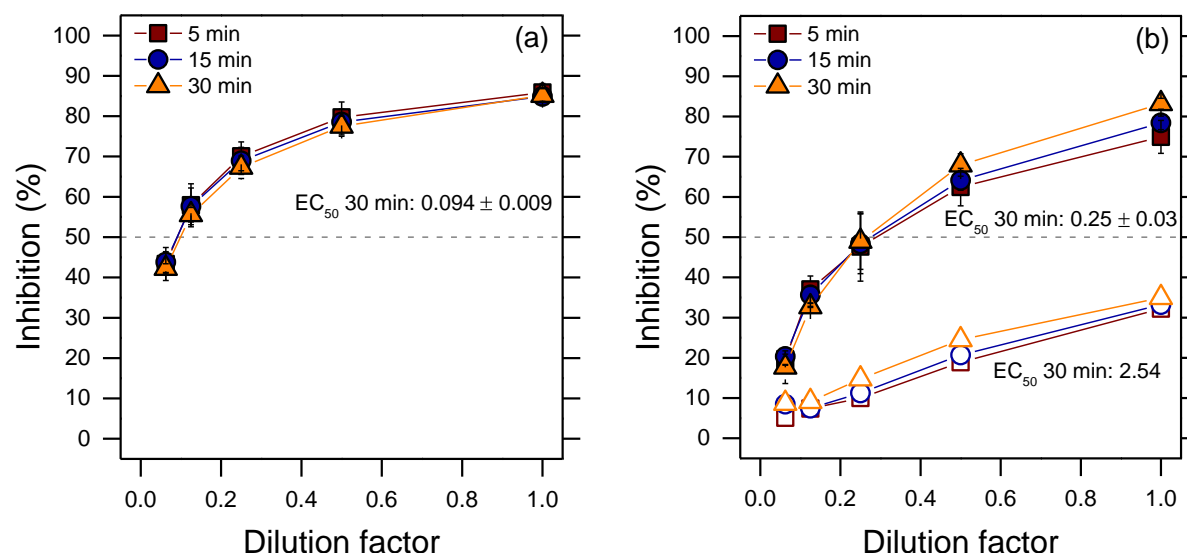 (a)
5 min
15 min
30 min
100
90
80
70
60
50
40
30
20
10
0
Inhibition (%)
EC50 30 min: 0.094 ± 0.009
0.0 0.2 0.4 0.6 0.8 1.0
Dilution factor
(b)
5 min
15 min
30 min
100
90
80
70
60
50
40
30
20
10
0
Inhibition (%)
EC50 30 min: 0.25 ± 0.03
EC50 30 min: 2.54
0.0 0.2 0.4 0.6 0.8 1.0
Dilution factor